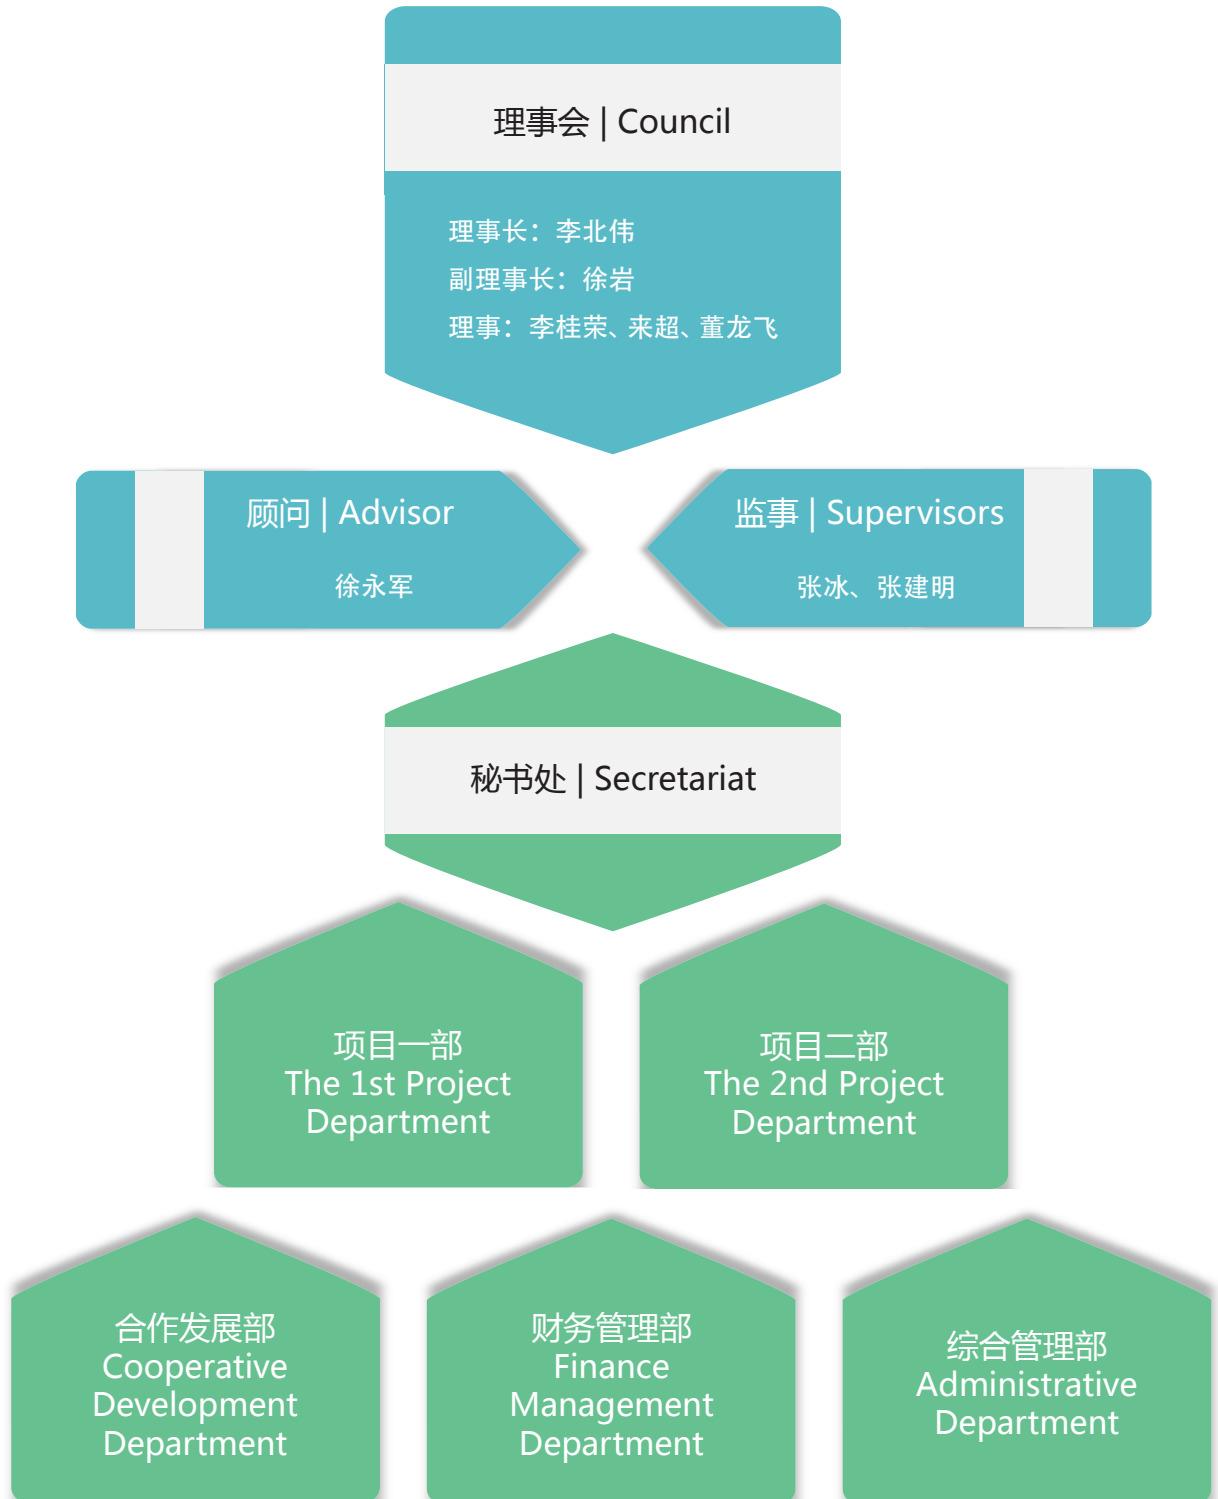 理事会 | Council
理事长：李北伟
副理事长：徐岩
理事：李桂荣、来超、董龙飞
顾问 | Advisor
徐永军
监事 | Supervisors
张冰、张建明
秘书处 | Secretariat
项目一部
The 1st Project
Department
项目二部
The 2nd Project
Department
合作发展部
Cooperative
Development
Department
财务管理部
Finance
Management
Department
综合管理部
Administrative
Department